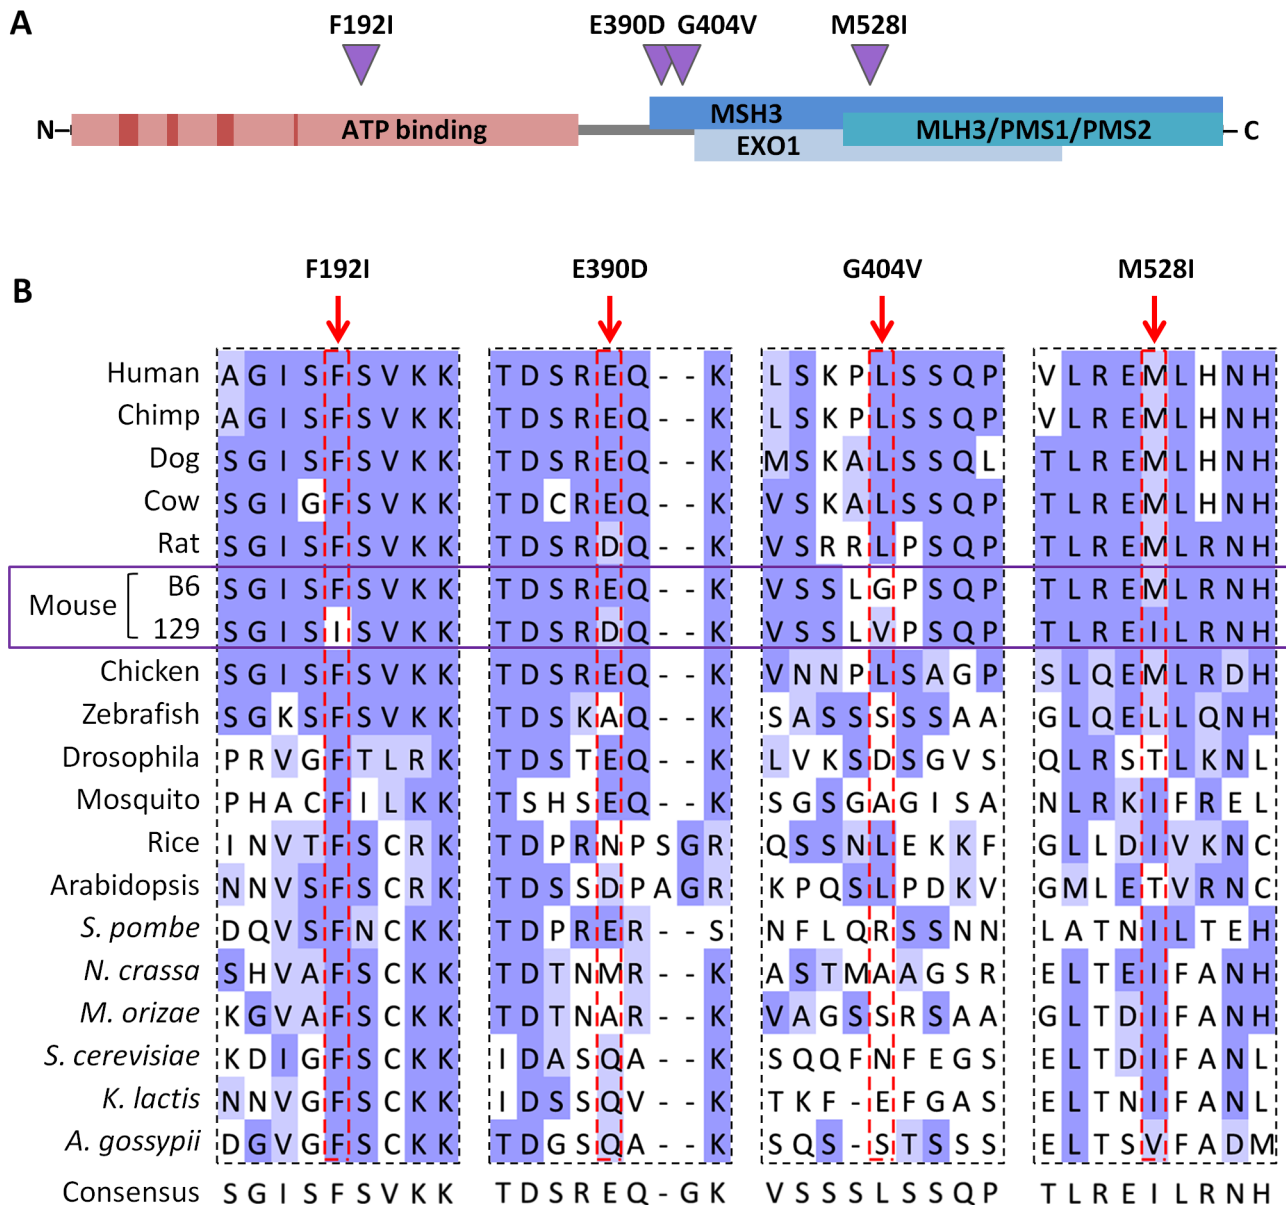 A
F192I E390D G404V M528I
N ATP binding MSH3 EXO1 MLH3/PMS1/PMS2 C
B
F192I E390D G404V M528I
Human A G I S F S V K K T D S R E Q - - K L S K P L S S Q P V L R E M L H N H
Chimp A G I S F S V K K T D S R E Q - - K L S K P L S S Q P V L R E M L H N H
Dog S G I S F S V K K T D S R E Q - - K M S K A L S S Q L T L R E M L H N H
Cow S G I G F S V K K T D C R E Q - - K V S K A L S S Q P T L R E M L H N H
Rat S G I S F S V K K T D S R D Q - - K V S R R L P S Q P T L R E M L R N H
Mouse B6 S G I S F S V K K T D S R E Q - - K V S S L G P S Q P T L R E M L R N H
129 S G I S I S V K K T D S R D Q - - K V S S L V P S Q P T L R E I L R N H
Chicken S G I S F S V K K T D S R E Q - - K V N N P L S A G P S L Q E M L R D H
Zebrafish S G K S F S V K K T D S K A Q - - K S A S S S S S A A G L Q E L L Q N H
Drosophila P R V G F T L R K T D S T E Q - - K L V K S D S G V S Q L R S T L K N L
Mosquito P H A C F I L K K T S H S E Q - - K S G S G A G I S A N L R K I F R E L
Rice I N V T F S C R K T D P R N P S G R Q S S N L E K K F G L L D I V K N C
Arabidopsis N N V S F S C R K T D S S D P A G R K P Q S L P D K V G M L E T V R N C
S. pombe D Q V S F N C K K T D P R E R - - S N F L Q R S S N N L A T N I L T E H
N. crassa S H V A F S C K K T D T N M R - - K A S T M A A G S R E L T E I F A N H
M. orizae K G V A F S C K K T D T N A R - - K V A G S S R S A A G L T D I F A N H
S. cerevisiae K D I G F S C K K I D A S Q A - - K S Q Q F N F E G S E L T D I F A N L
K. lactis N N V G F S C K K I D S S Q V - - K T K F - E F G A S E L T N I F A N L
A. gossypii D G V G F S C K K T D G S Q A - - K S Q S - S T S S S E L T S V F A D M
Consensus S G I S F S V K K T D S R E Q - G K V S S S L S S Q P T L R E I L R N H